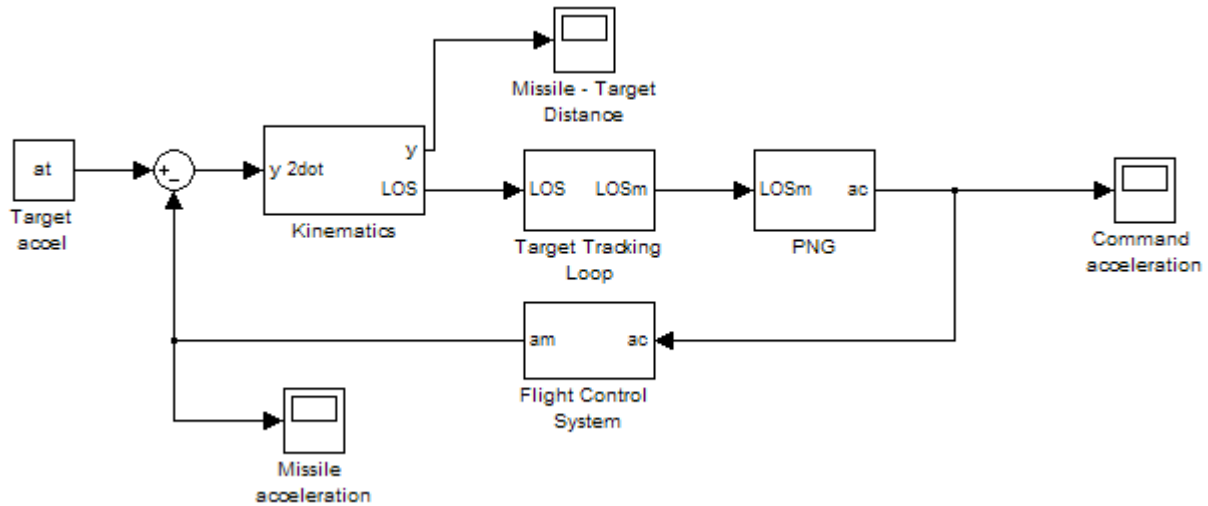 Missile - Target
Distance
at
Target
accel
+
−
y 2dot
y
LOS
Kinematics
LOS
LOSm
Target Tracking
Loop
LOSm
ac
PNG
Command
acceleration
am
ac
Flight Control
System
Missile
acceleration